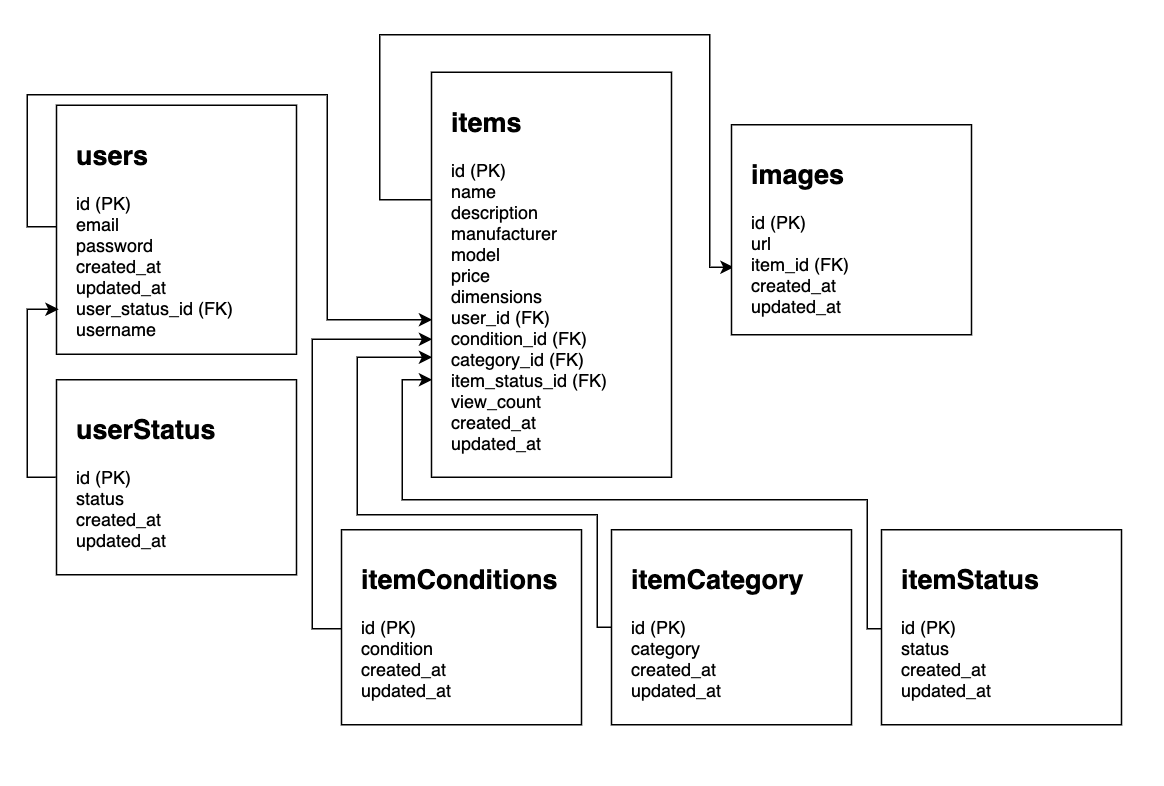 users
id (PK)
email
password
created_at
updated_at
user_status_id (FK)
username
userStatus
id (PK)
status
created_at
updated_at
items
id (PK)
name
description
manufacturer
model
price
dimensions
user_id (FK)
condition_id (FK)
category_id (FK)
item_status_id (FK)
view_count
created_at
updated_at
images
id (PK)
url
item_id (FK)
created_at
updated_at
itemConditions
id (PK)
condition
created_at
updated_at
itemCategory
id (PK)
category
created_at
updated_at
itemStatus
id (PK)
status
created_at
updated_at